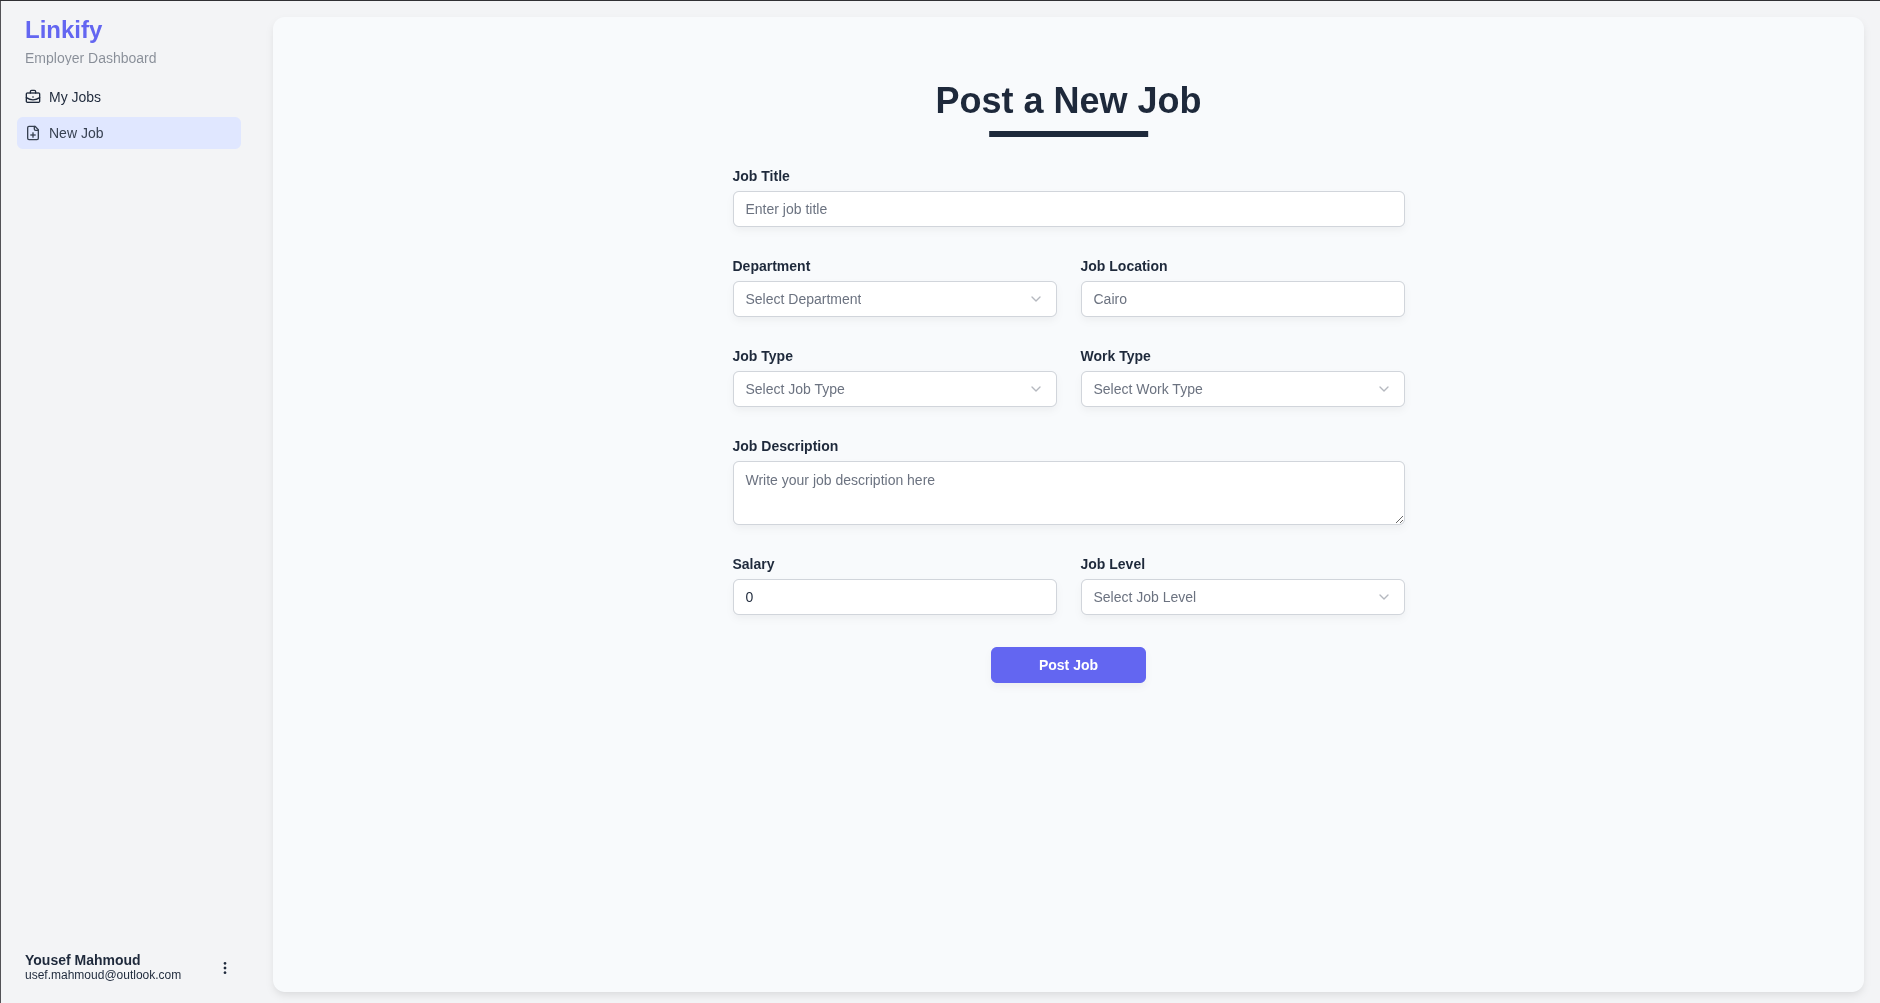 Linkify
Employer Dashboard
My Jobs
New Job
Post a New Job
Job Title
Enter job title
Department
Job Location
Select Department
Cairo
Job Type
Work Type
Select Job Type
Select Work Type
Job Description
Write your job description here
Salary
Job Level
0
Select Job Level
Post Job
Yousef Mahmoud
usef.mahmoud@outlook.com